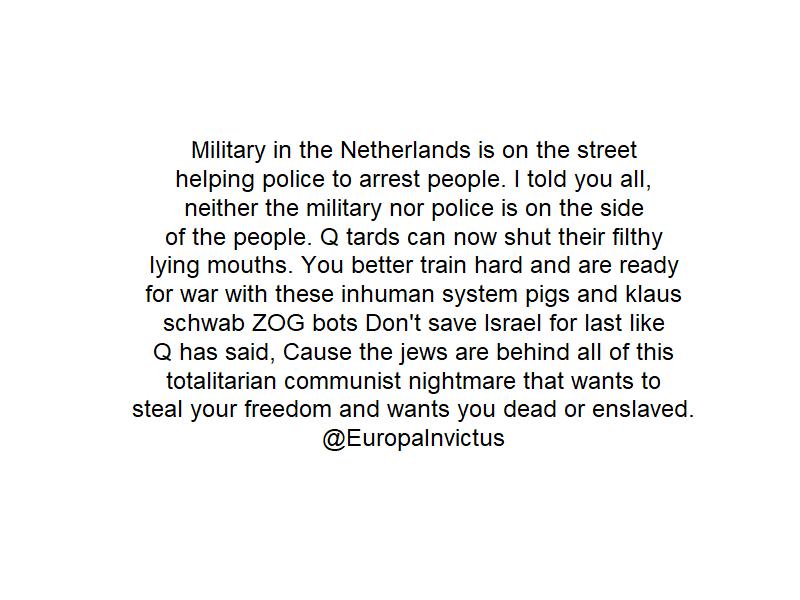 Military in the Netherlands is on the street
helping police to arrest people. I told you all,
neither the military nor police is on the side
of the people. Q tards can now shut their filthy
lying mouths. You better train hard and are ready
for war with these inhuman system pigs and klaus
schwab ZOG bots Don't save Israel for last like
Q has said, Cause the jews are behind all of this
totalitarian communist nightmare that wants to
steal your freedom and wants you dead or enslaved.
@EuropaInvictus